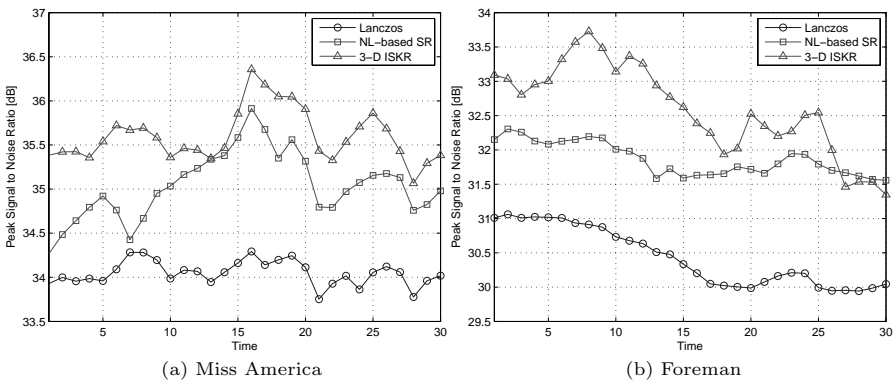 37
36.5
36
35.5
35
34.5
34
33.5
5
10
15
20
25
30
Time
Peak Signal to Noise Ratio [dB]
Lanczos
NL-based SR
3-D ISKR
(a) Miss America
34
33.5
33
32.5
32
31.5
31
30.5
30
29.5
5
10
15
20
25
30
Time
Peak Signal to Noise Ratio [dB]
Lanczos
NL-based SR
3-D ISKR
(b) Foreman